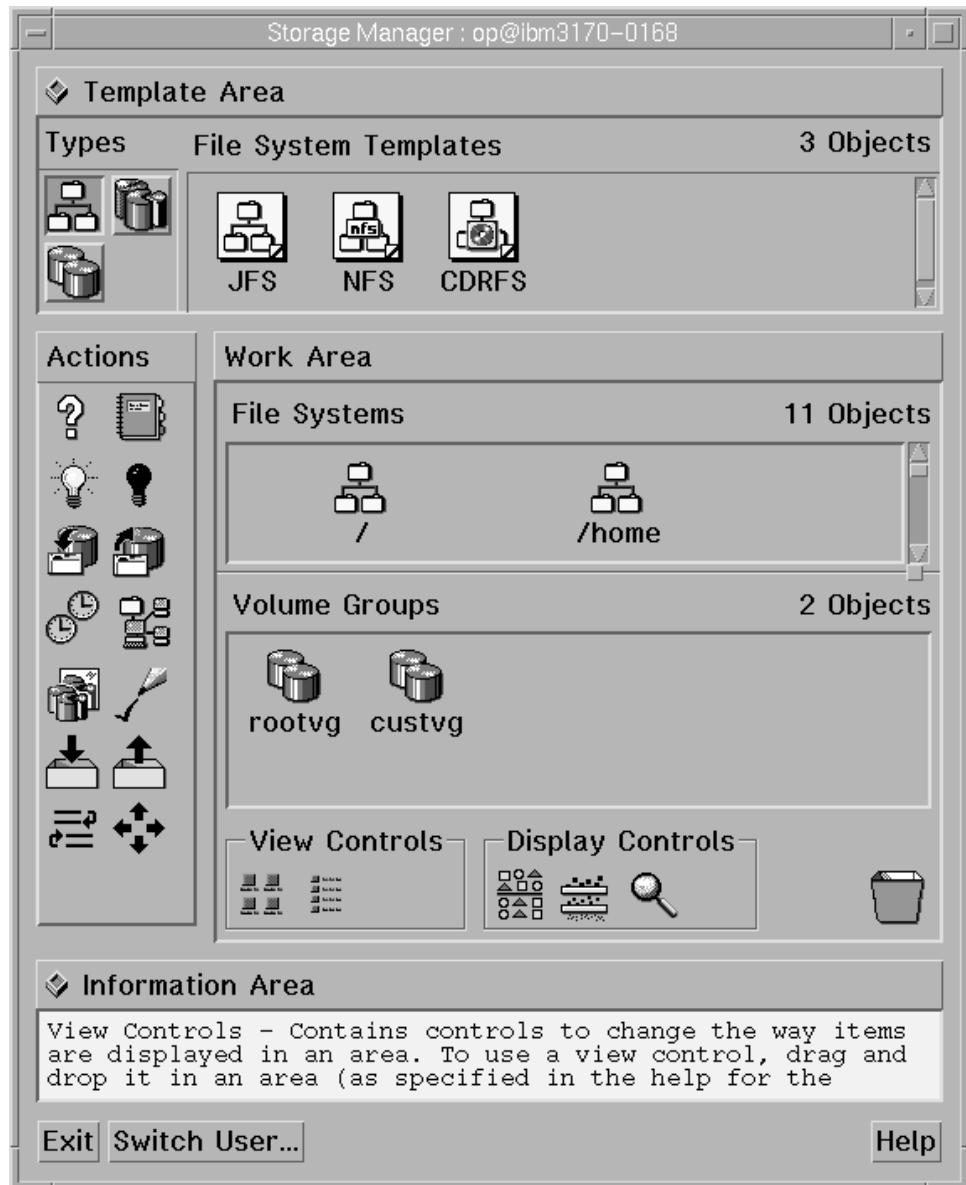 Storage Manager : op@ibm3170-0168
Template Area
Types
File System Templates
3 Objects
nfs
JFS
NFS
CDRFS
Actions
Work Area
?
File Systems
11 Objects
/
/home
Volume Groups
2 Objects
rootvg
custvg
View Controls
Display Controls
Information Area
View Controls - Contains controls to change the way items
are displayed in an area. To use a view control, drag and
drop it in an area (as specified in the help for the
Exit
Switch User...
Help